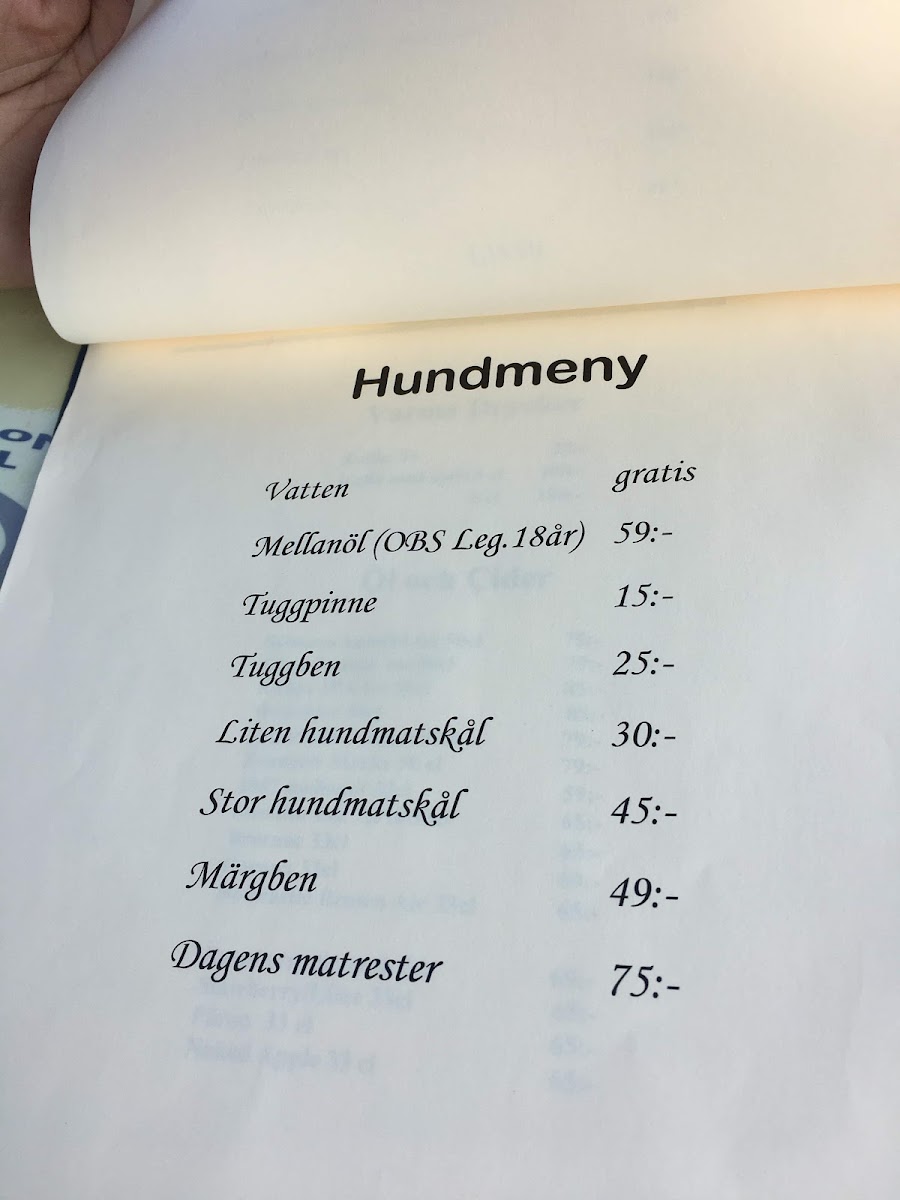 Hundmeny
Vatten gratis
Mellanöl (OBS Leg.18år) 59:-
Tuggpinne 15:-
Tuggben 25:-
Liten hundmatskål 30:-
Stor hundmatskål 45:-
Märgben 49:-
Dagens matrester 75:-